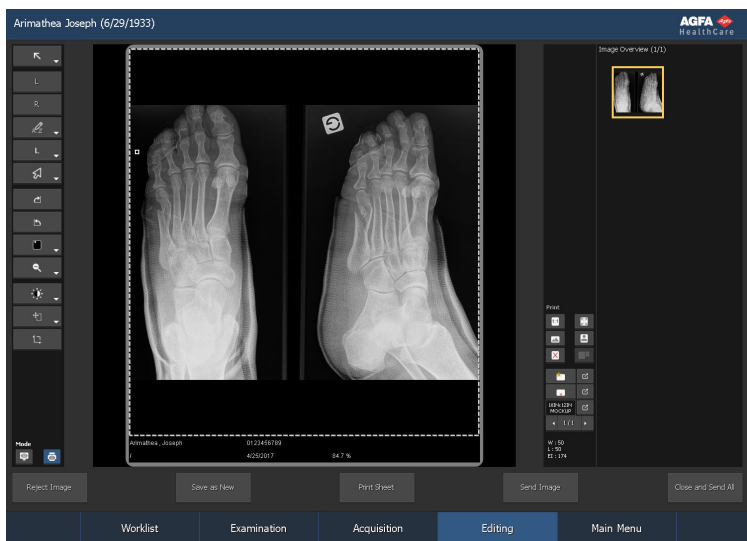 Arimathea Joseph (6/29/1933)
AGFA
HealthCare
Image Overview (1/1)
L
R
L
Print
1:1
10IN x 12IN
MOCKUP
1/1
W : 50
L : 50
EI : 174
Mode
Arimathea , Joseph 0123456789
/ 4/25/2017 84.7 %
Reject Image
Save as New
Print Sheet
Send Image
Close and Send All
Worklist
Examination
Acquisition
Editing
Main Menu